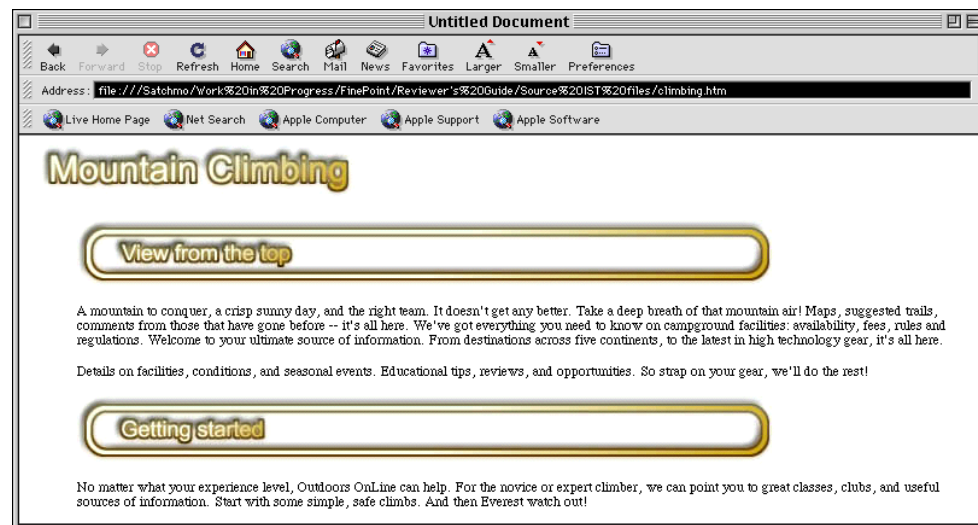 Untitled Document
Back Forward Stop Refresh Home Search Mail News Favorites Larger Smaller Preferences
Address: file:///Satchmo/Work%20in%20Progress/FinePoint/Reviewer's%20Guide/Source%20IST%20files/climbing.htm
Live Home Page Net Search Apple Computer Apple Support Apple Software
Mountain Climbing
View from the top
A mountain to conquer, a crisp sunny day, and the right team. It doesn't get any better. Take a deep breath of that mountain air! Maps, suggested trails,
comments from those that have gone before -- it's all here. We've got everything you need to know on campground facilities: availability, fees, rules and
regulations. Welcome to your ultimate source of information. From destinations across five continents, to the latest in high technology gear, it's all here.
Details on facilities, conditions, and seasonal events. Educational tips, reviews, and opportunities. So strap on your gear, we'll do the rest!
Getting started
No matter what your experience level, Outdoors OnLine can help. For the novice or expert climber, we can point you to great classes, clubs, and useful
sources of information. Start with some simple, safe climbs. And then Everest watch out!